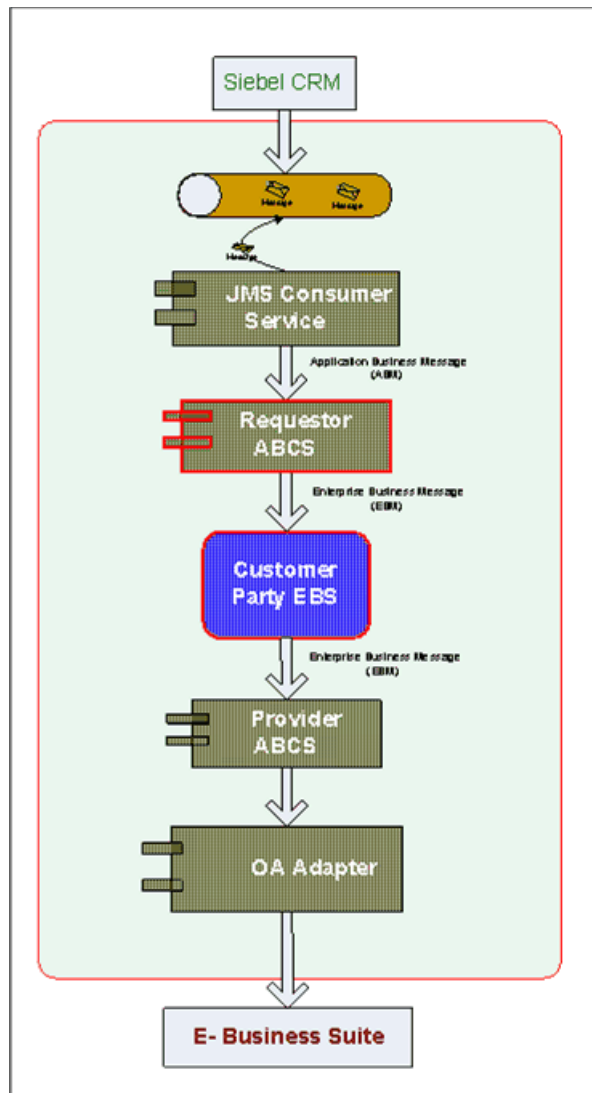 Siebel CRM
Message
Message
Message
JMS Consumer
Service
Application Business Message
(ABM)
Requestor
ABCS
Enterprise Business Message
(EBM)
Customer
Party EBS
Enterprise Business Message
(EBM)
Provider
ABCS
OA Adapter
E- Business Suite